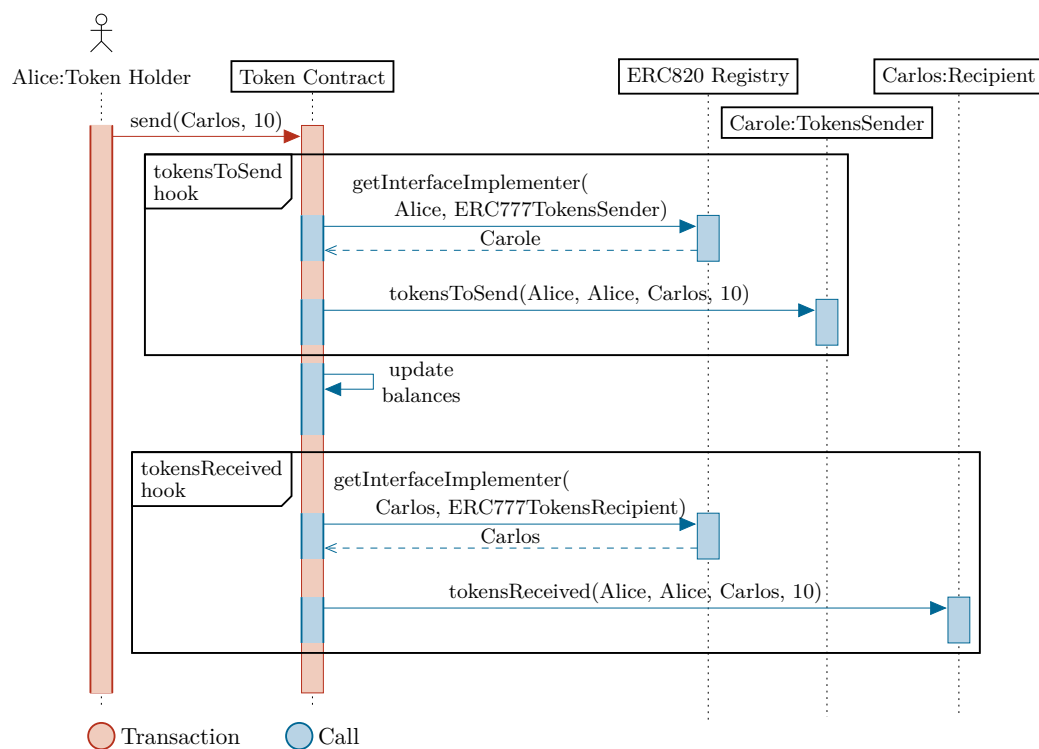 Alice:Token Holder
Token Contract
ERC820 Registry
Carlos:Recipient
Carole:TokensSender
send(Carlos, 10)
tokensToSend
hook
getInterfaceImplementer(
Alice, ERC777TokensSender)
Carole
tokensToSend(Alice, Alice, Carlos, 10)
update
balances
tokensReceived
hook
getInterfaceImplementer(
Carlos, ERC777TokensRecipient)
Carlos
tokensReceived(Alice, Alice, Carlos, 10)
Transaction
Call